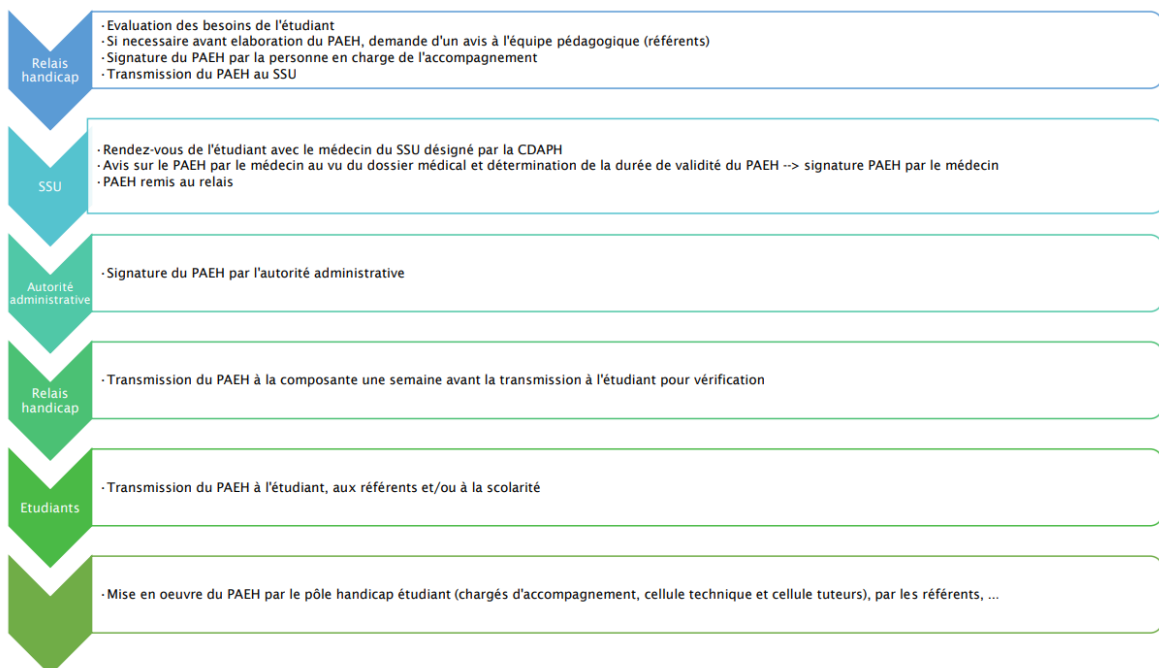 Relais
handicap
·Evaluation des besoins de l'étudiant
·Si necessaire avant elaboration du PAEH, demande d'un avis à l'équipe pédagogique (référents)
·Signature du PAEH par la personne en charge de l'accompagnement
·Transmission du PAEH au SSU
SSU
·Rendez-vous de l'étudiant avec le médecin du SSU désigné par la CDAPH
·Avis sur le PAEH par le médecin au vu du dossier médical et détermination de la durée de validité du PAEH --> signature PAEH par le médecin
·PAEH remis au relais
Autorité
administrative
·Signature du PAEH par l'autorité administrative
Relais
handicap
·Transmission du PAEH à la composante une semaine avant la transmission à l'étudiant pour vérification
Etudiants
·Transmission du PAEH à l'étudiant, aux référents et/ou à la scolarité
·Mise en oeuvre du PAEH par le pôle handicap étudiant (chargés d'accompagnement, cellule technique et cellule tuteurs), par les référents, ...